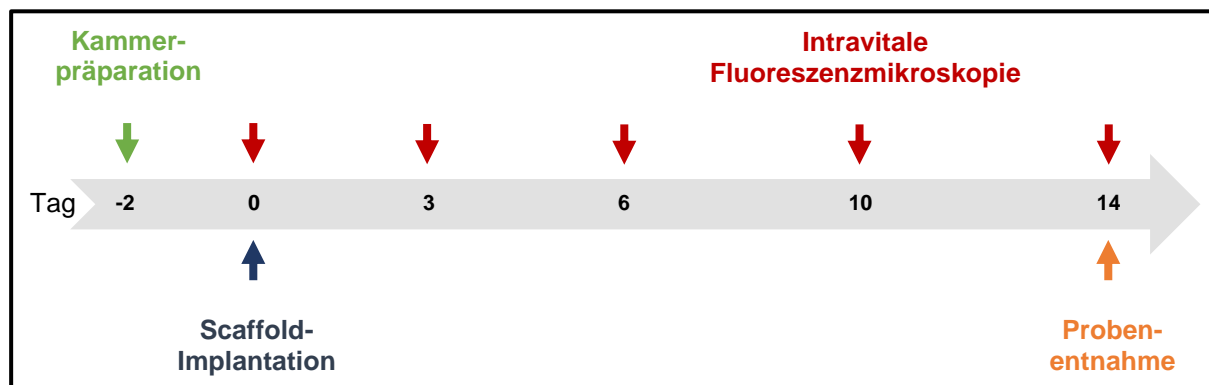 Kammer-
präparation
Intravitale
Fluoreszenzmikroskopie
Tag -2 0 3 6 10 14
Scaffold-
Implantation
Proben-
entnahme